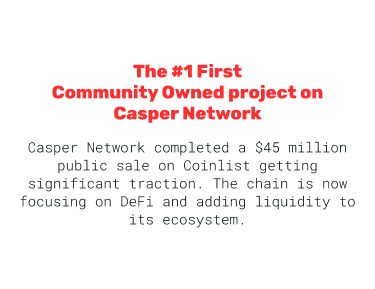 The #1 First
Community Owned project on
Casper Network
Casper Network completed a $45 million
public sale on Coinlist getting
significant traction. The chain is now
focusing on DeFi and adding liquidity to
its ecosystem.